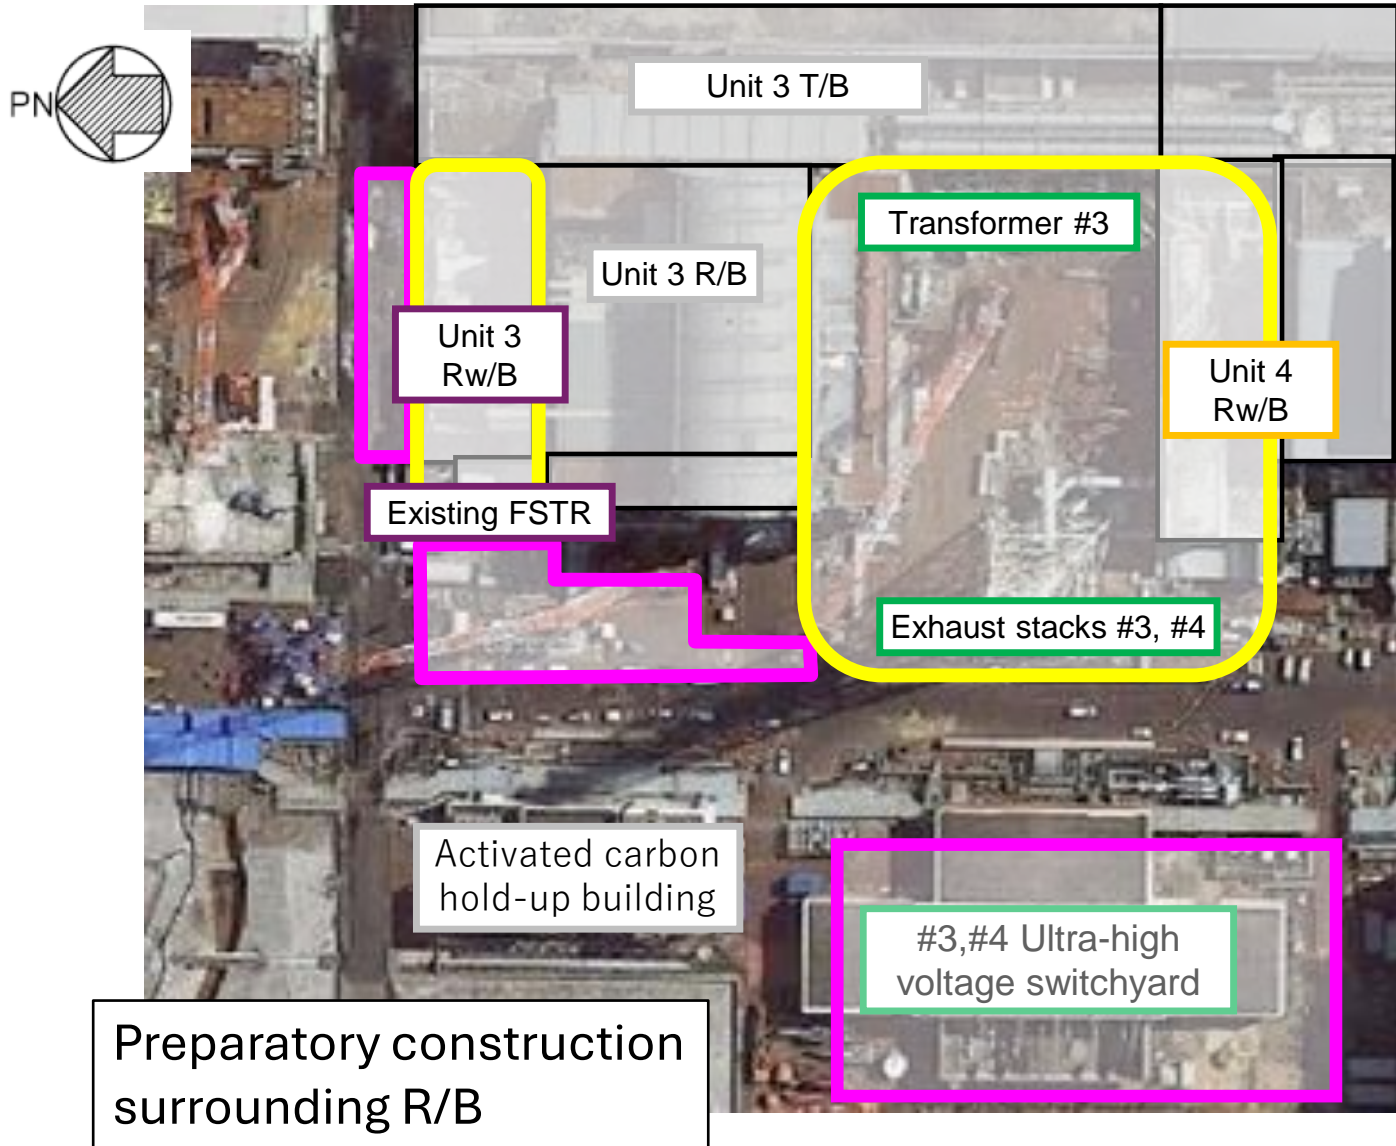 PN
Unit 3 T/B
Transformer #3
Unit 3 R/B
Unit 3
Rw/B
Unit 4
Rw/B
Existing FSTR
Exhaust stacks #3, #4
Activated carbon
hold-up building
#3,#4 Ultra-high
voltage switchyard
Preparatory construction
surrounding R/B